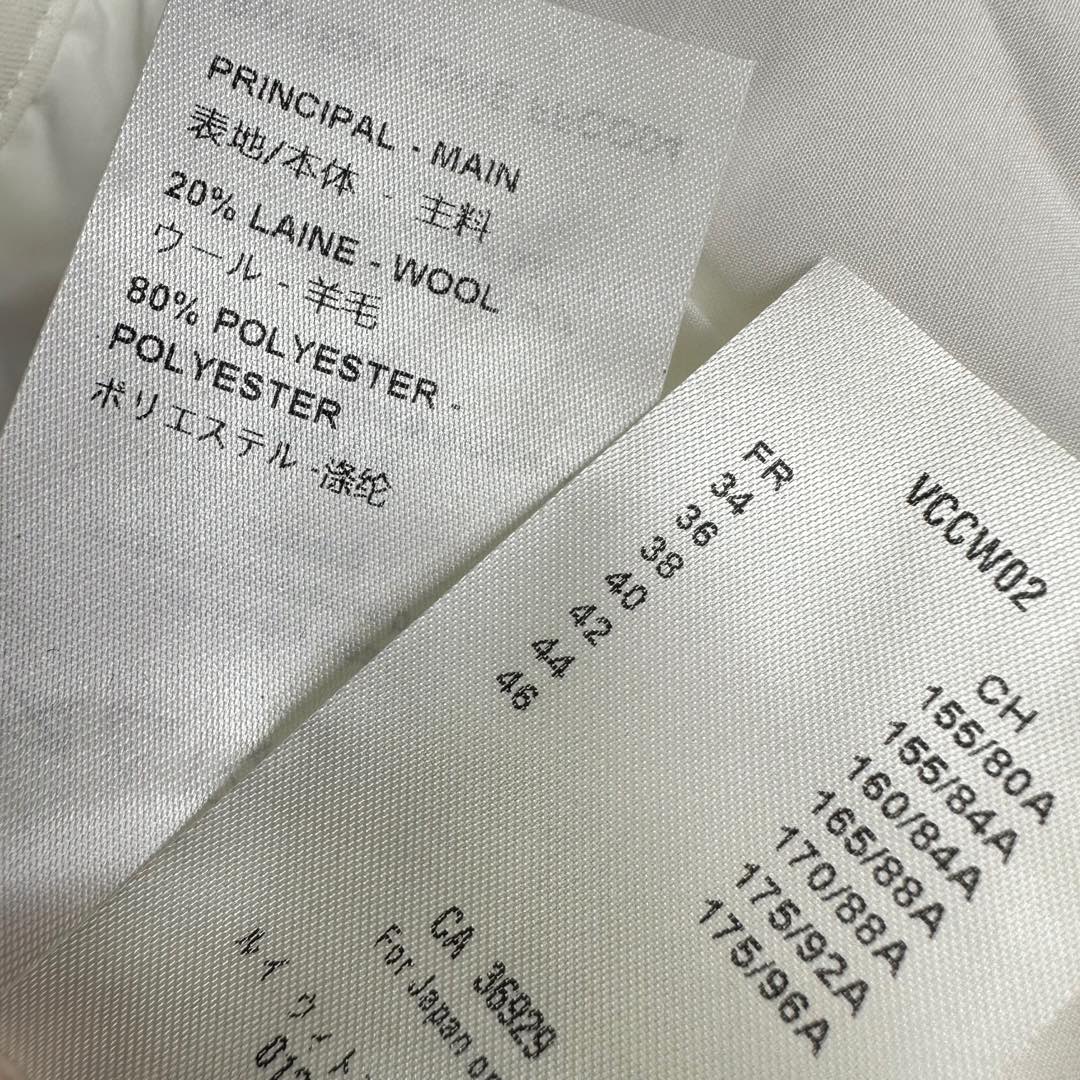 PRINCIPAL - MAIN
表地/本体 - 主料
20% LAINE - WOOL
ウール - 羊毛
80% POLYESTER -
POLYESTER
ポリエステル -涤纶
VCCW02
FR
34
36
38
40
42
44
46
CH
155/80A
155/84A
160/84A
165/88A
170/88A
175/92A
175/96A
CA 36929
For Japan
ルイ